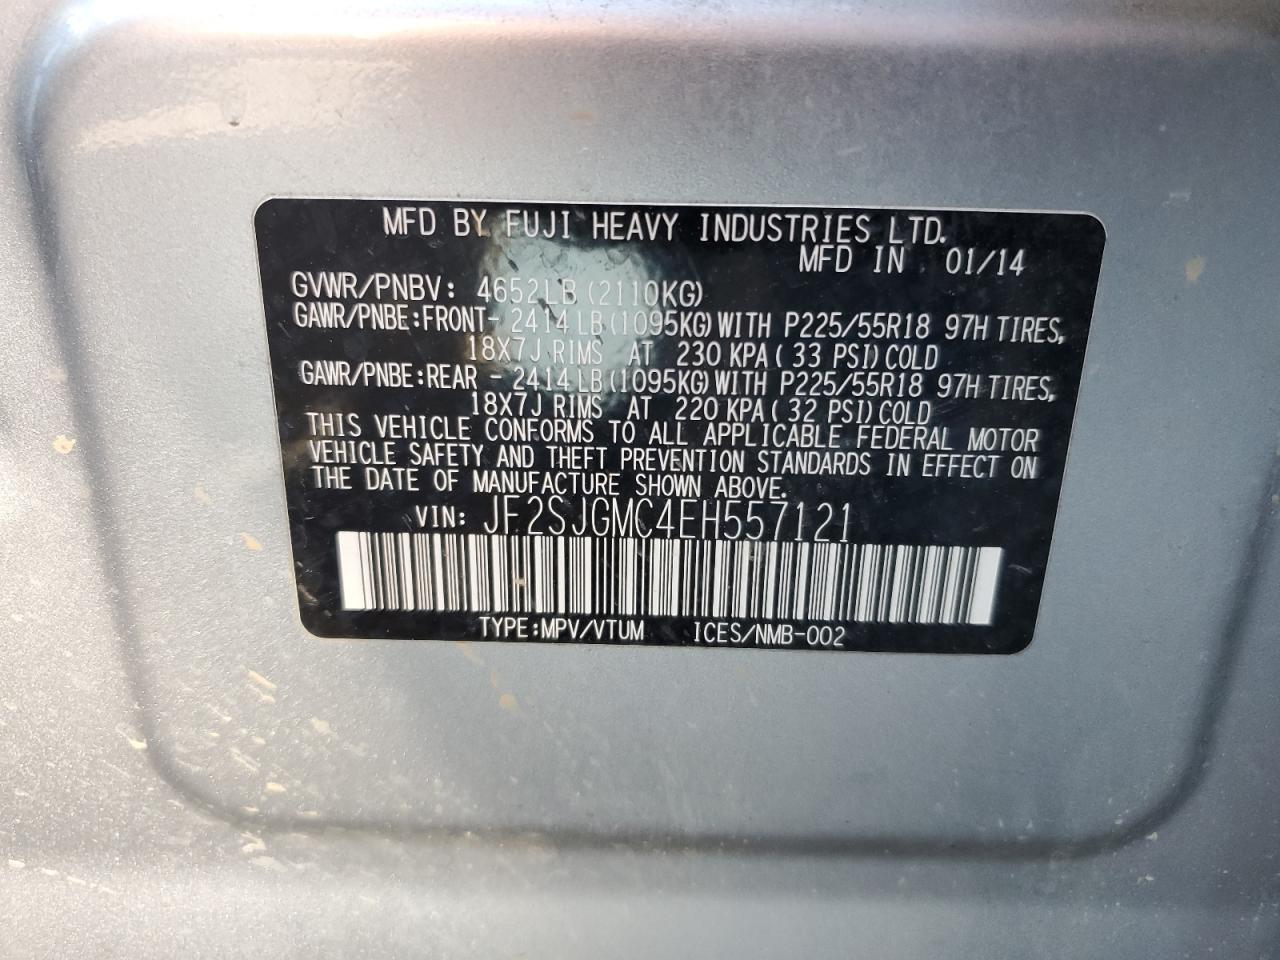 MFD BY FUJI HEAVY INDUSTRIES LTD.
MFD IN 01/14
GVWR/PNBV: 4652LB (2110KG)
GAWR/PNBE:FRONT- 2414LB(1095KG)WITH P225/55R18 97H TIRES,
18X7J RIMS AT 230 KPA( 33 PSI)COLD
GAWR/PNBE:REAR - 2414LB(1095KG)WITH P225/55R18 97H TIRES,
18X7J RIMS AT 220 KPA( 32 PSI)COLD
THIS VEHICLE CONFORMS TO ALL APPLICABLE FEDERAL MOTOR
VEHICLE SAFETY AND THEFT PREVENTION STANDARDS IN EFFECT ON
THE DATE OF MANUFACTURE SHOWN ABOVE.
VIN: JF2SJGMC4EH557121
TYPE:MPV/VTUM ICES/NMB-002